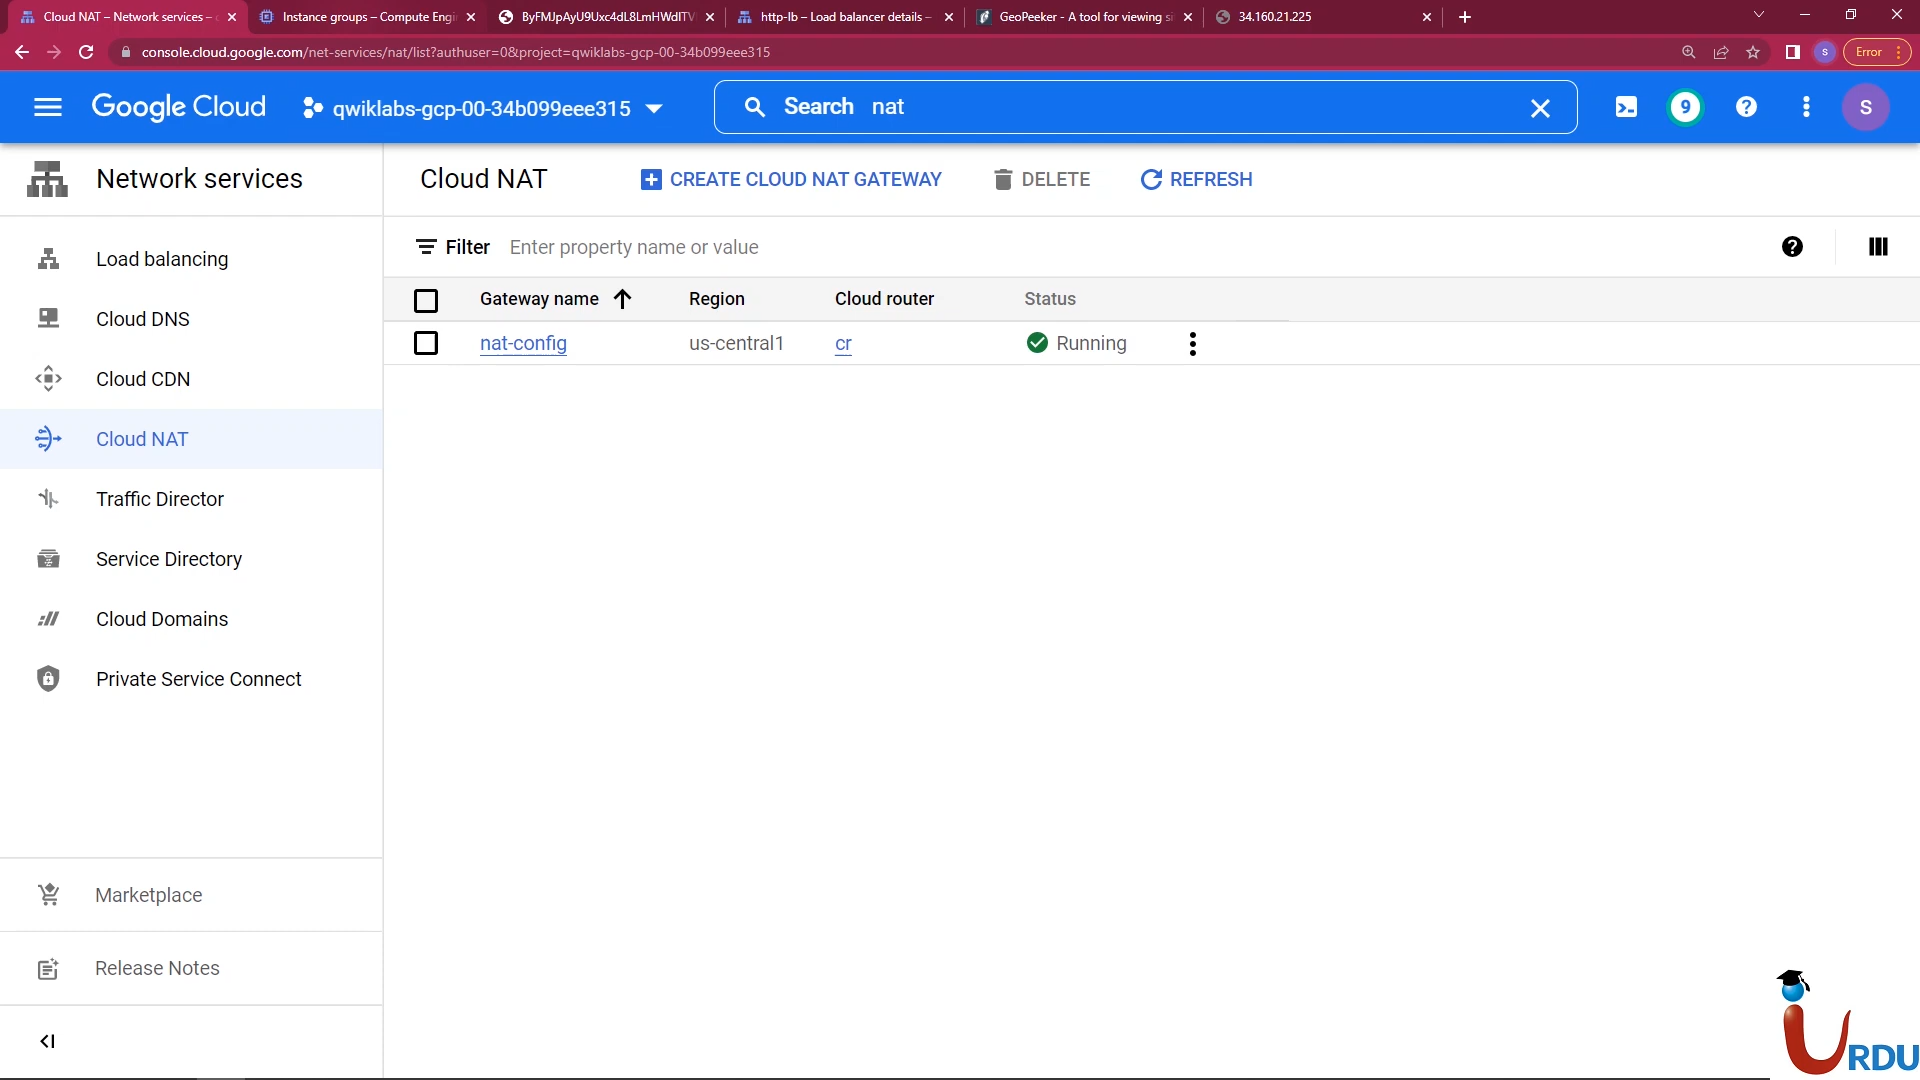 Cloud NAT – Network services –
Instance groups – Compute Engi
ByFMJpAyU9Uxc4dL8LmHWdITV
http-lb – Load balancer details –
GeoPeeker - A tool for viewing si
34.160.21.225
console.cloud.google.com/net-services/nat/list?authuser=0&project=qwiklabs-gcp-00-34b099eee315
S
Error
Google Cloud
qwiklabs-gcp-00-34b099eee315
Search nat
9
S
Network services
Cloud NAT
CREATE CLOUD NAT GATEWAY
DELETE
REFRESH
Load balancing
Cloud DNS
Cloud CDN
Cloud NAT
Traffic Director
Service Directory
Cloud Domains
Private Service Connect
Marketplace
Release Notes
Filter Enter property name or value
Gateway name Region Cloud router Status
nat-config us-central1 cr Running
iURDU